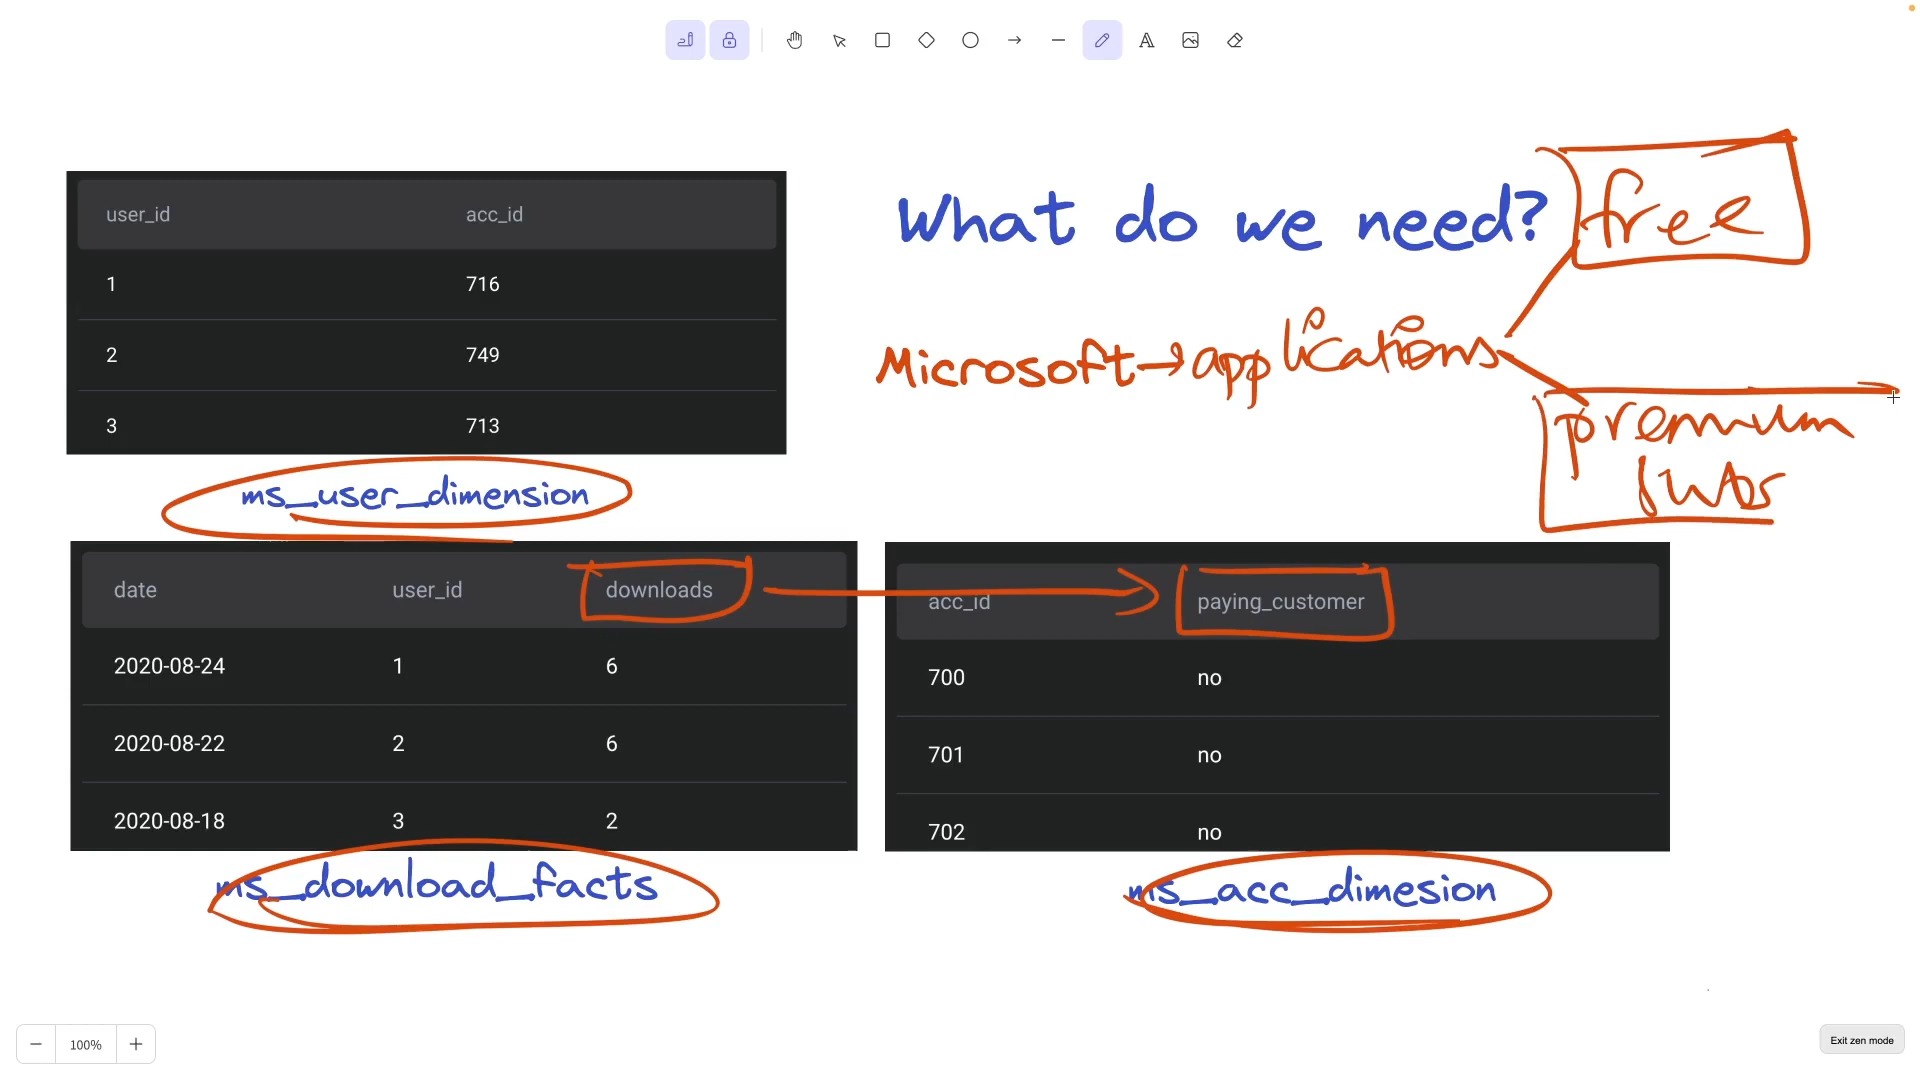 user_id acc_id
1 716
2 749
3 713
ms_user_dimension
What do we need?
free
Microsoft→applications
premium
subs
date user_id downloads
2020-08-24 1 6
2020-08-22 2 6
2020-08-18 3 2
ms_download_facts
acc_id paying_customer
700 no
701 no
702 no
ms_acc_dimesion
100%
Exit zen mode